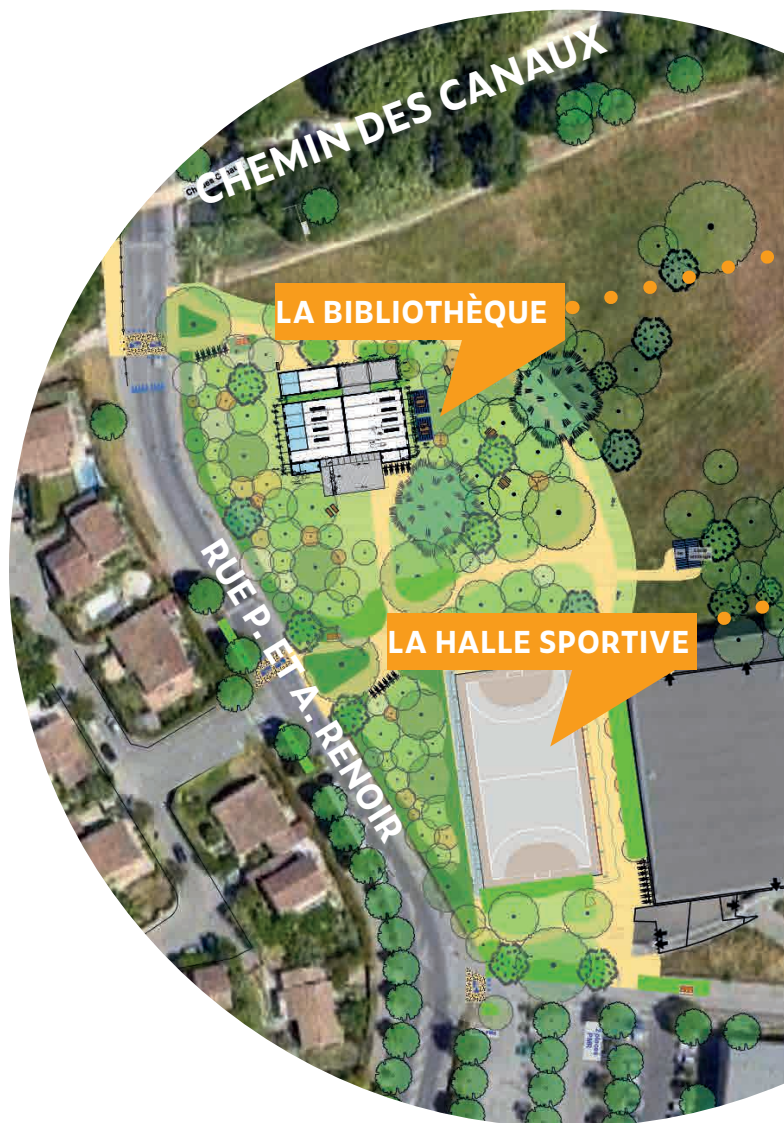 CHEMIN DES CANAUX
LA BIBLIOTHÈQUE
RUE P. ET A. RENOIR
LA HALLE SPORTIVE